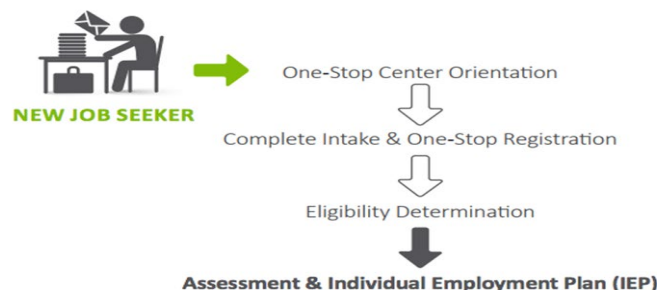 One-Stop Center Orientation
NEW JOB SEEKER
Complete Intake & One-Stop Registration
Eligibility Determination
Assessment & Individual Employment Plan (IEP)